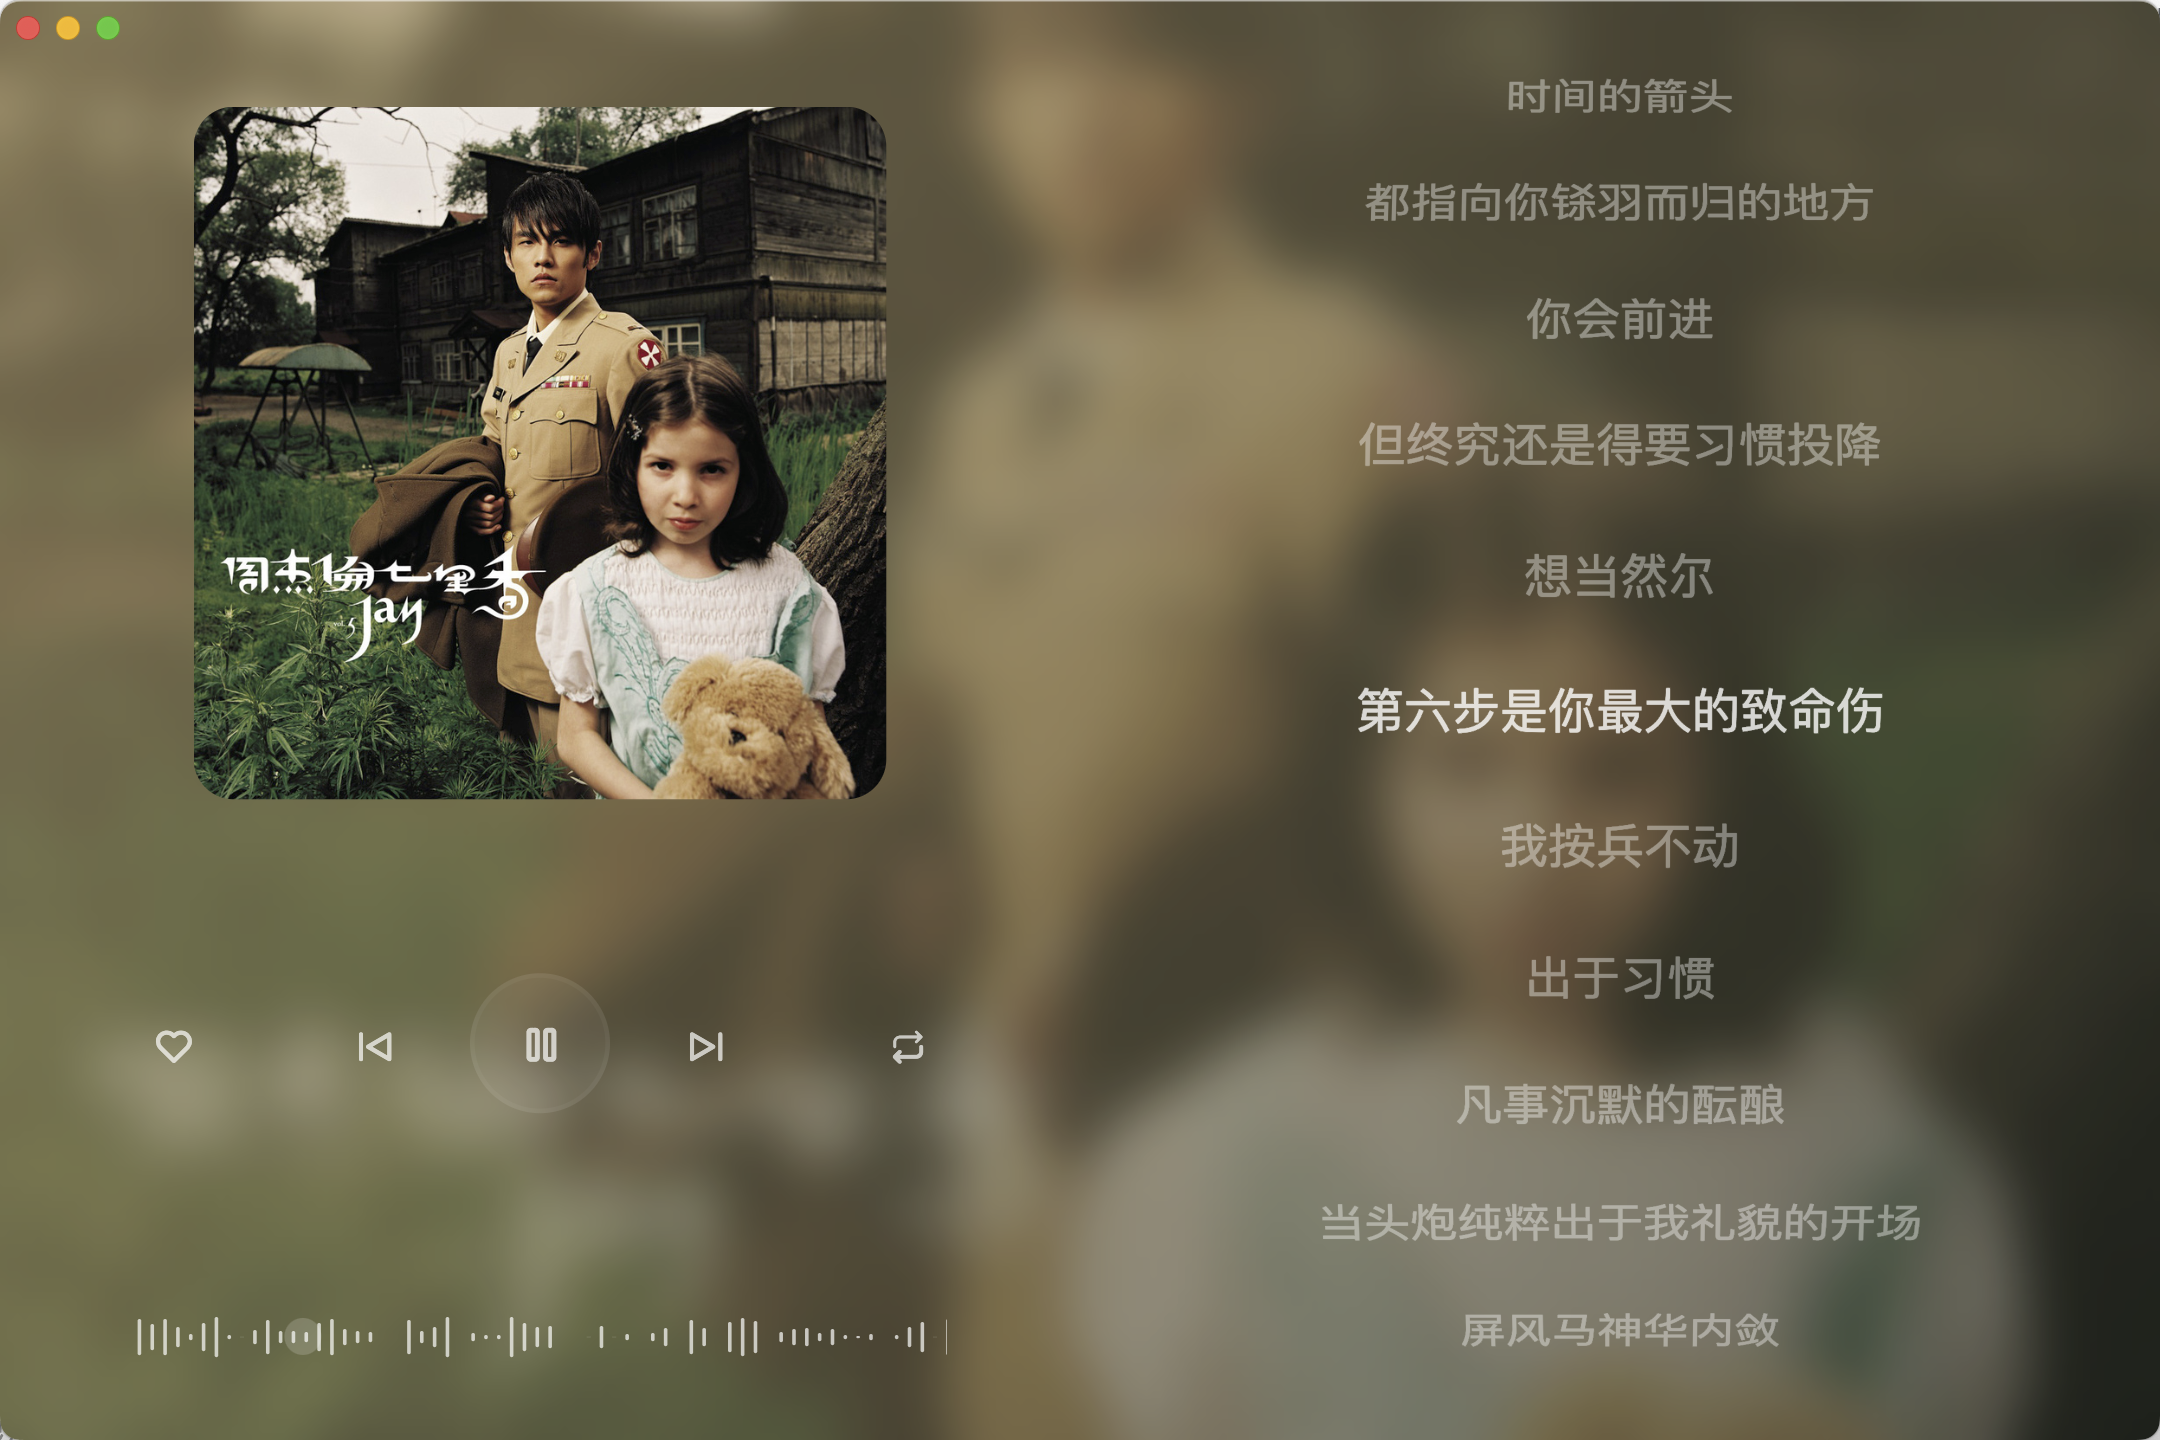 周杰倫 七里香
Jay
vol.5
时间的箭头
都指向你铩羽而归的地方
你会前进
但终究还是得要习惯投降
想当然尔
第六步是你最大的致命伤
我按兵不动
出于习惯
凡事沉默的酝酿
当头炮纯粹出于我礼貌的开场
屏风马神华内敛